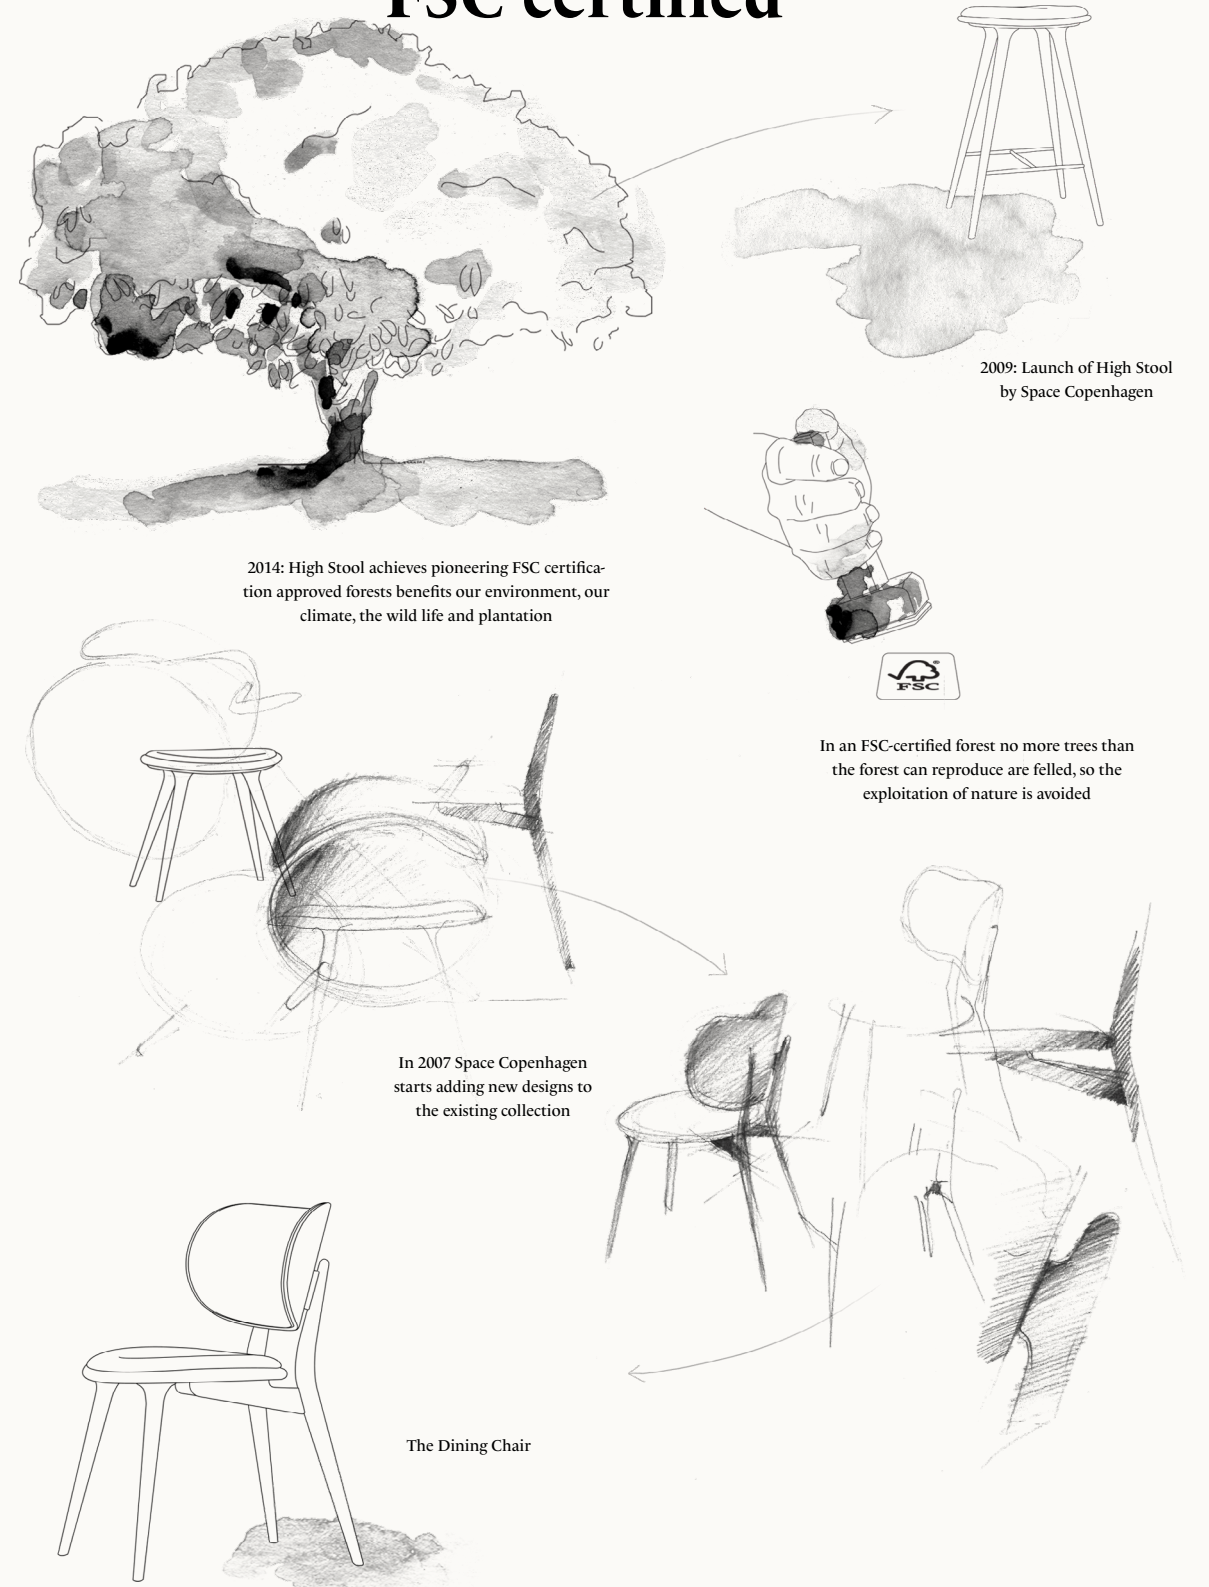 FSC certified
2009: Launch of High Stool
by Space Copenhagen
2014: High Stool achieves pioneering FSC certifica-
tion approved forests benefits our environment, our
climate, the wild life and plantation
®
FSC
In an FSC-certified forest no more trees than
the forest can reproduce are felled, so the
exploitation of nature is avoided
In 2007 Space Copenhagen
starts adding new designs to
the existing collection
The Dining Chair